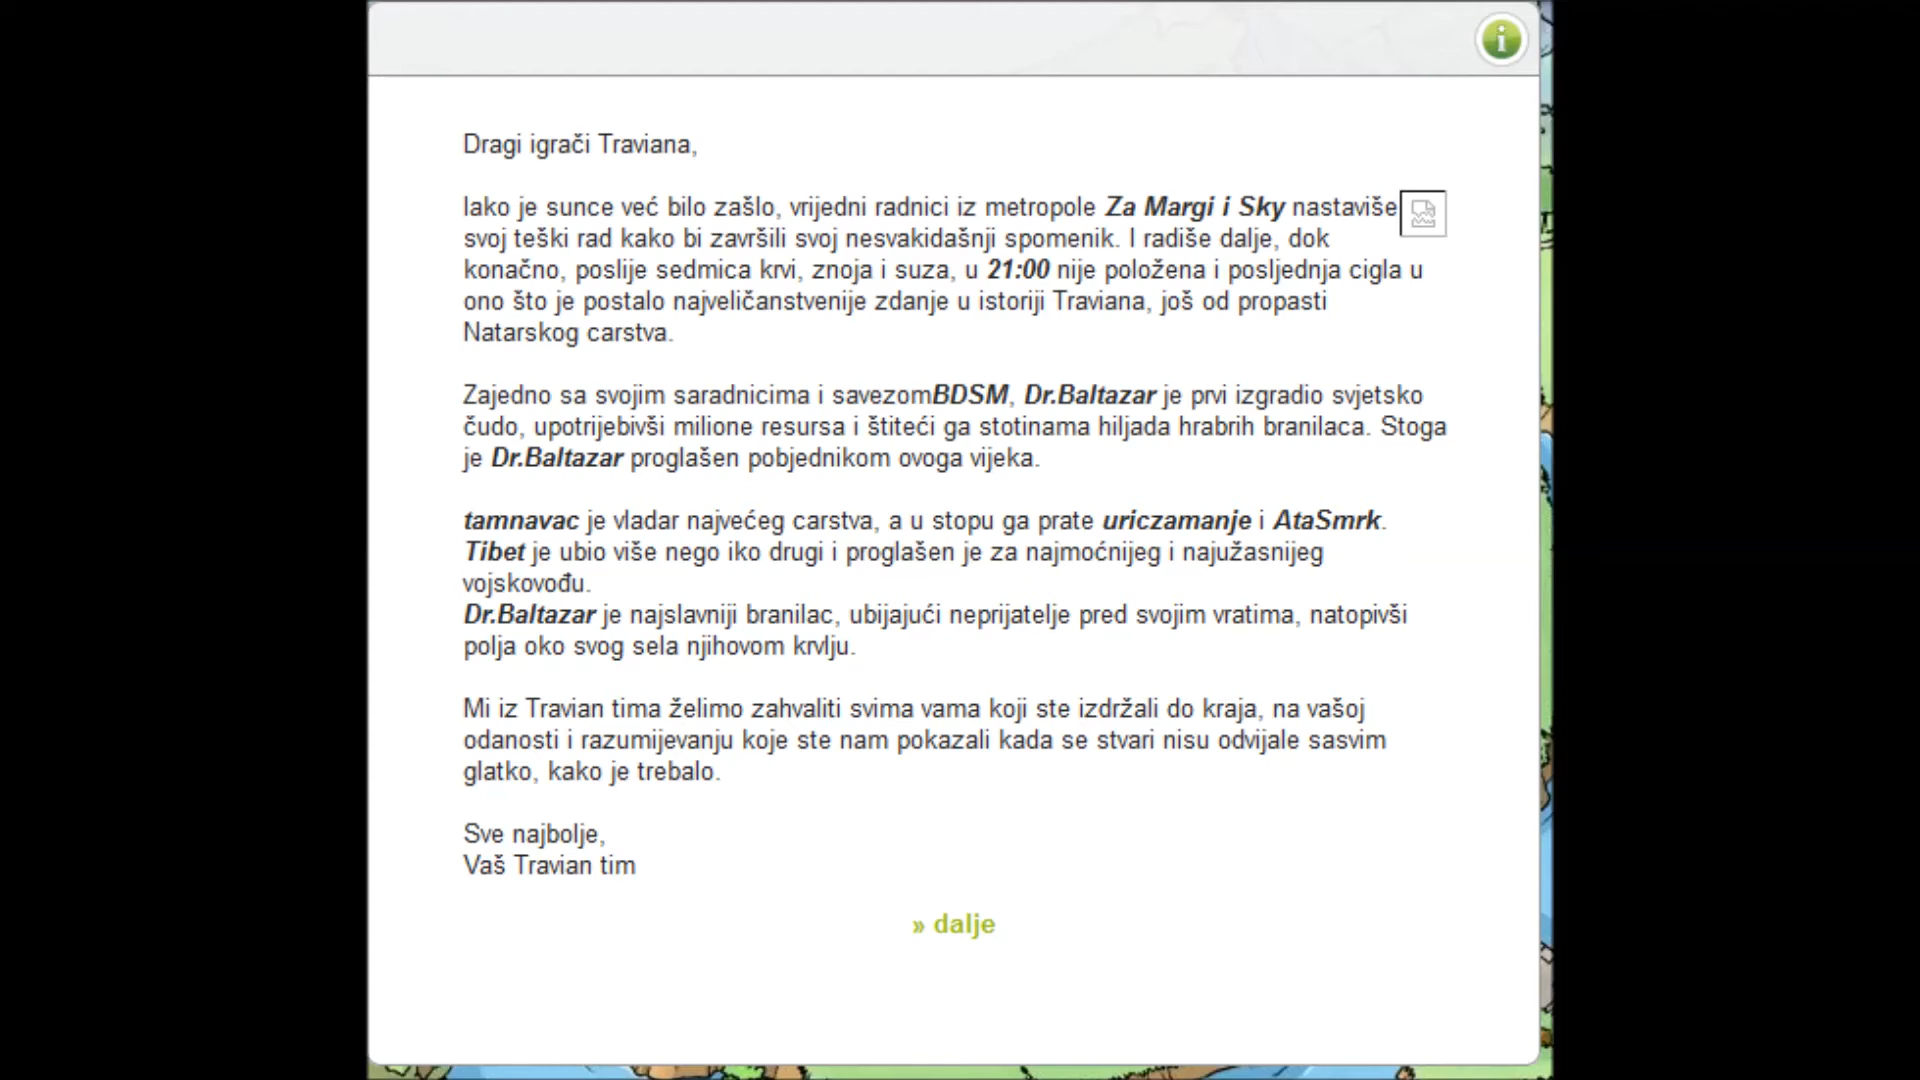 Dragi igrači Traviana,
Iako je sunce već bilo zašlo, vrijedni radnici iz metropole Za Margi i Sky nastaviše
svoj teški rad kako bi završili svoj nesvakidašnji spomenik. I radiše dalje, dok
konačno, poslije sedmica krvi, znoja i suza, u 21:00 nije položena i posljednja cigla u
ono što je postalo najveličanstvenije zdanje u istoriji Traviana, još od propasti
Natarskog carstva.
Zajedno sa svojim saradnicima i savezomBDSM, Dr.Baltazar je prvi izgradio svjetsko
čudo, upotrijebivši milione resursa i štiteći ga stotinama hiljada hrabrih branilaca. Stoga
je Dr.Baltazar proglašen pobjednikom ovoga vijeka.
tamnavac je vladar najvećeg carstva, a u stopu ga prate uriczamanje i AtaSmrk.
Tibet je ubio više nego iko drugi i proglašen je za najmoćnijeg i najužasnijeg
vojskovođu.
Dr.Baltazar je najslavniji branilac, ubijajući neprijatelje pred svojim vratima, natopivši
polja oko svog sela njihovom krvlju.
Mi iz Travian tima želimo zahvaliti svima vama koji ste izdržali do kraja, na vašoj
odanosti i razumijevanju koje ste nam pokazali kada se stvari nisu odvijale sasvim
glatko, kako je trebalo.
Sve najbolje,
Vaš Travian tim
» dalje